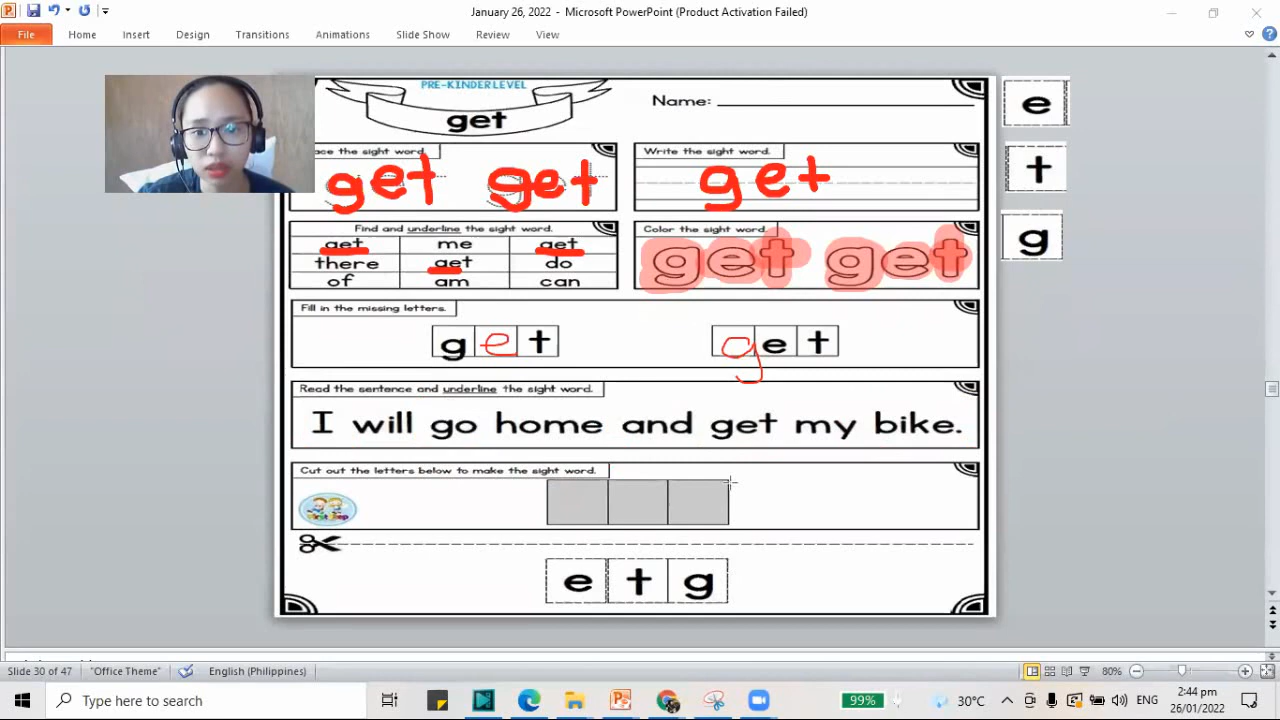 January 26, 2022 - Microsoft PowerPoint (Product Activation Failed)
File Home Insert Design Transitions Animations Slide Show Review View
PRE-KINDER LEVEL
get
Name:
ace the sight word.
get get
Write the sight word.
get
Find and underline the sight word.
get me get
there get do
of am can
Color the sight word.
get get
Fill in the missing letters.
g e t
g e t
Read the sentence and underline the sight word.
I will go home and get my bike.
Cut out the letters below to make the sight word.
e t g
e
t
g
Slide 30 of 47 "Office Theme" English (Philippines) 80%
Type here to search
99% 30°C ENG 2:44 pm
26/01/2022